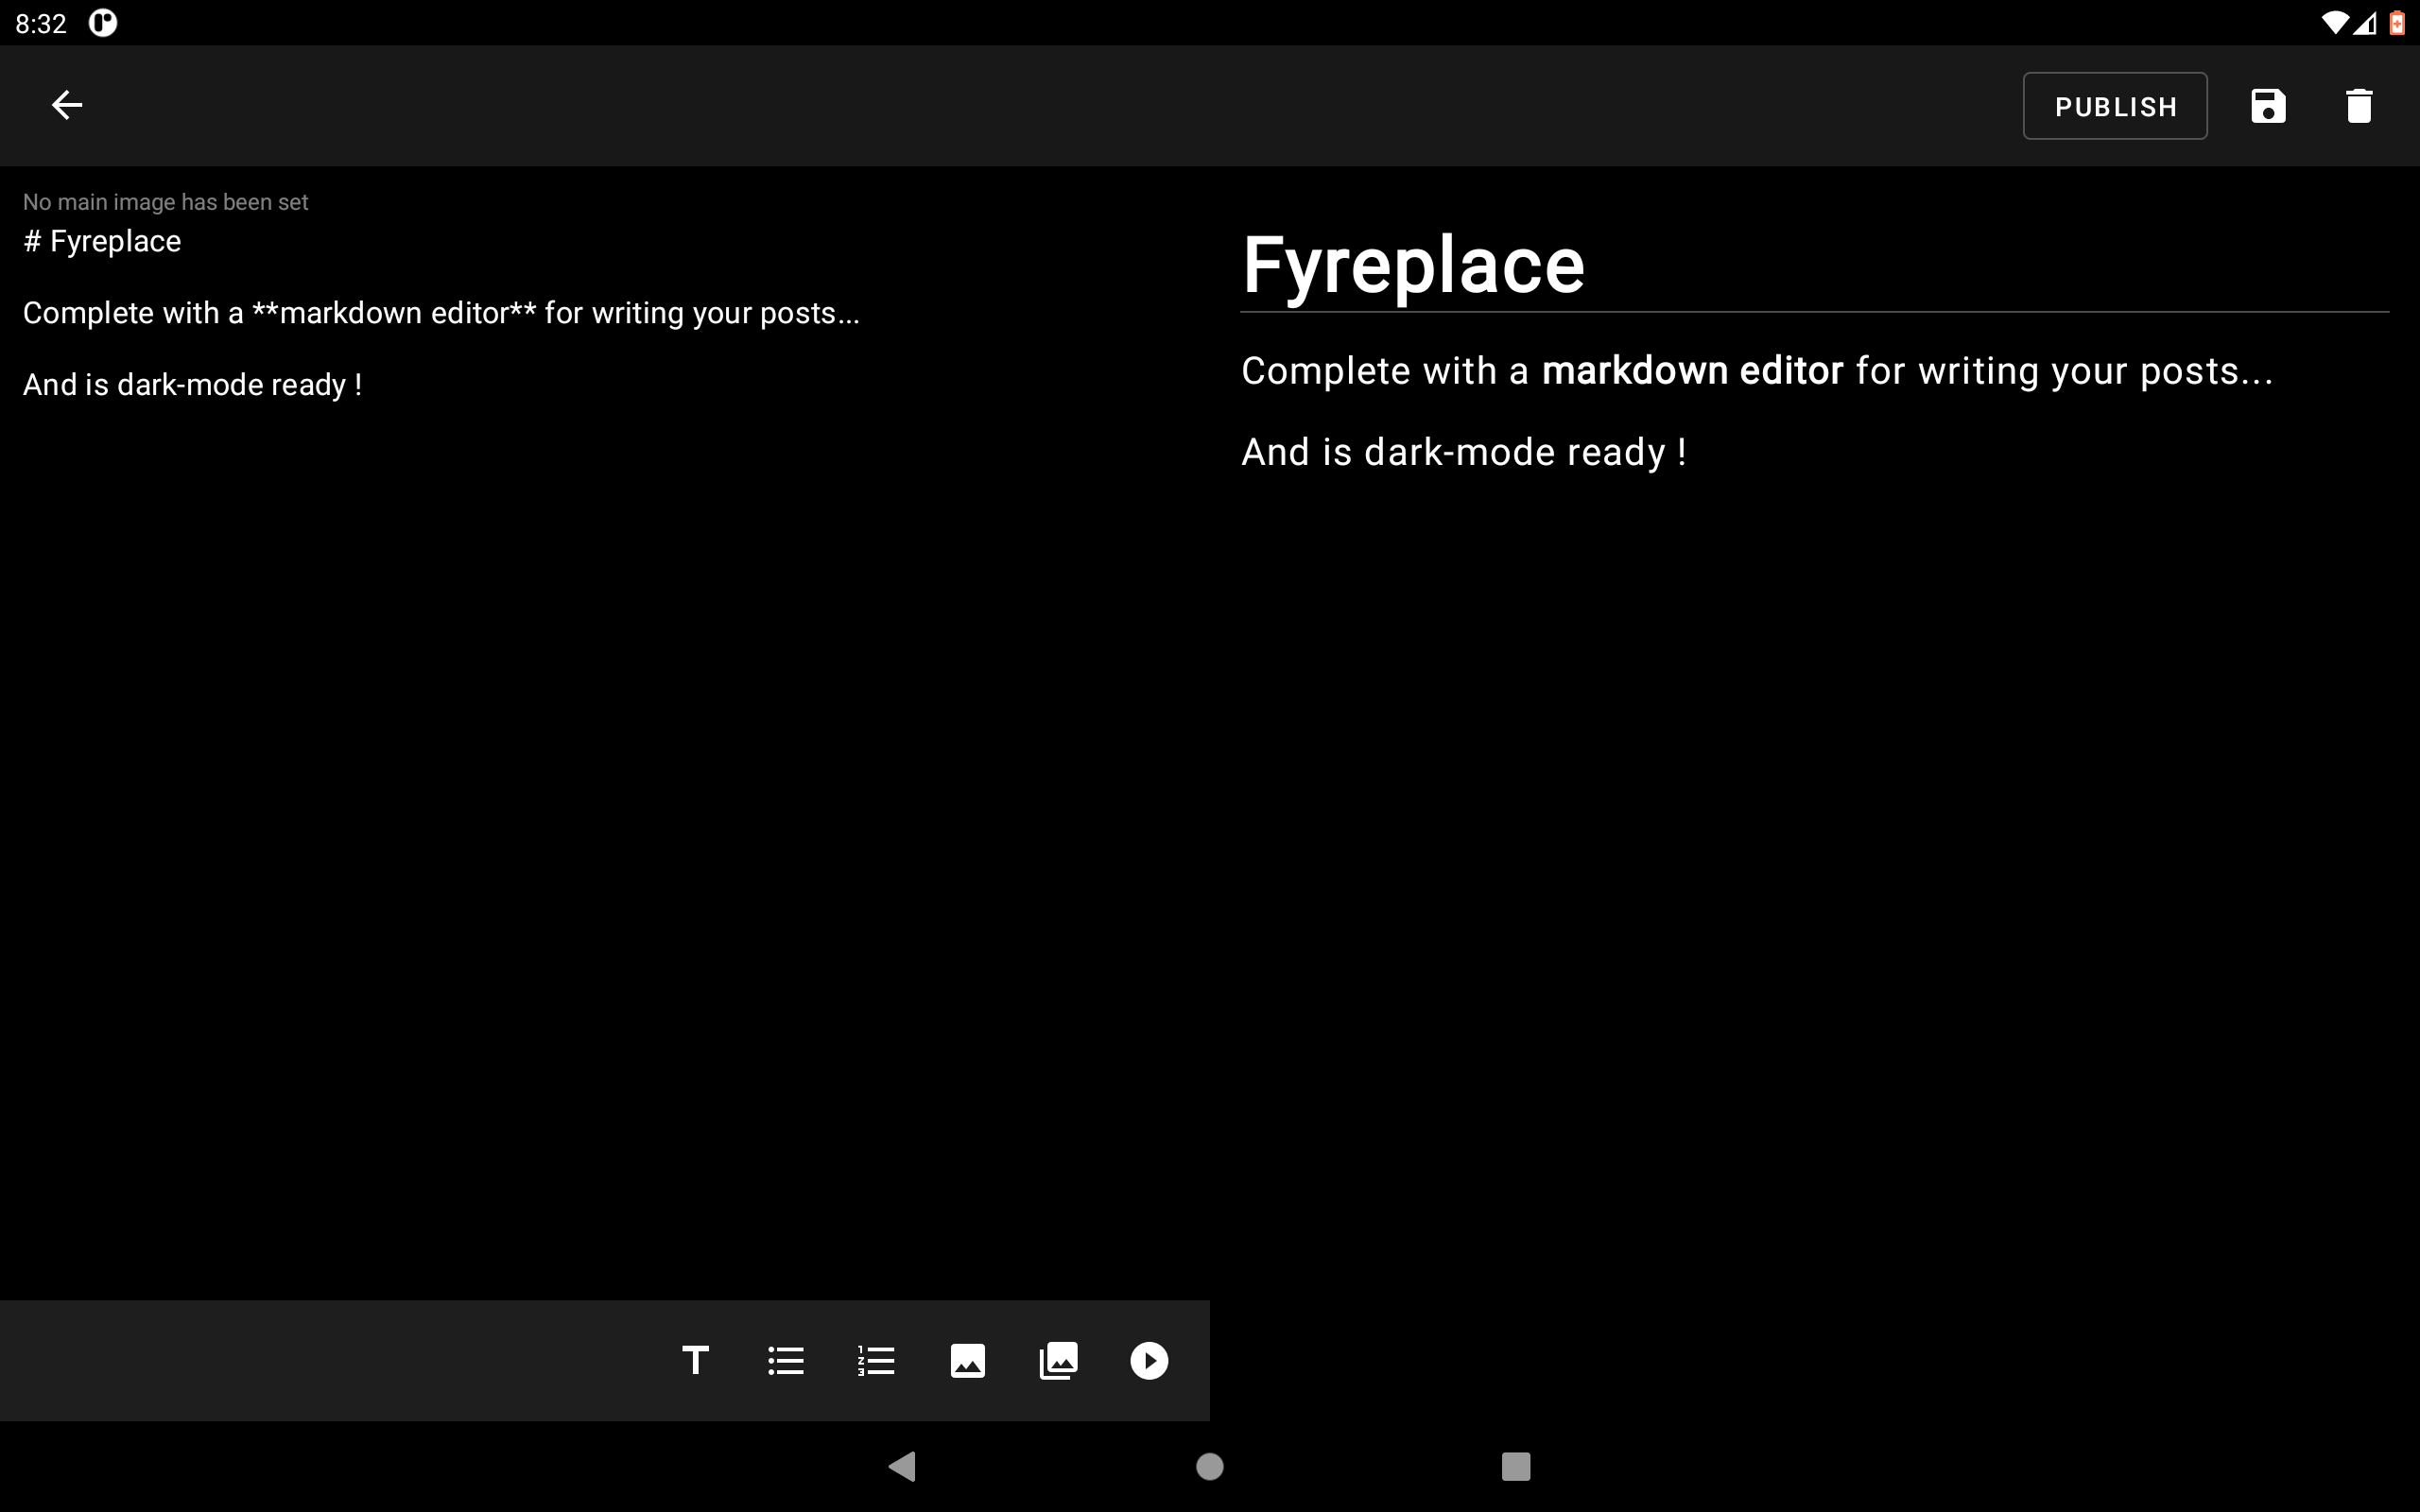 8:32
PUBLISH
No main image has been set
# Fyreplace
Complete with a **markdown editor** for writing your posts...
And is dark-mode ready !
Fyreplace
Complete with a markdown editor for writing your posts...
And is dark-mode ready !